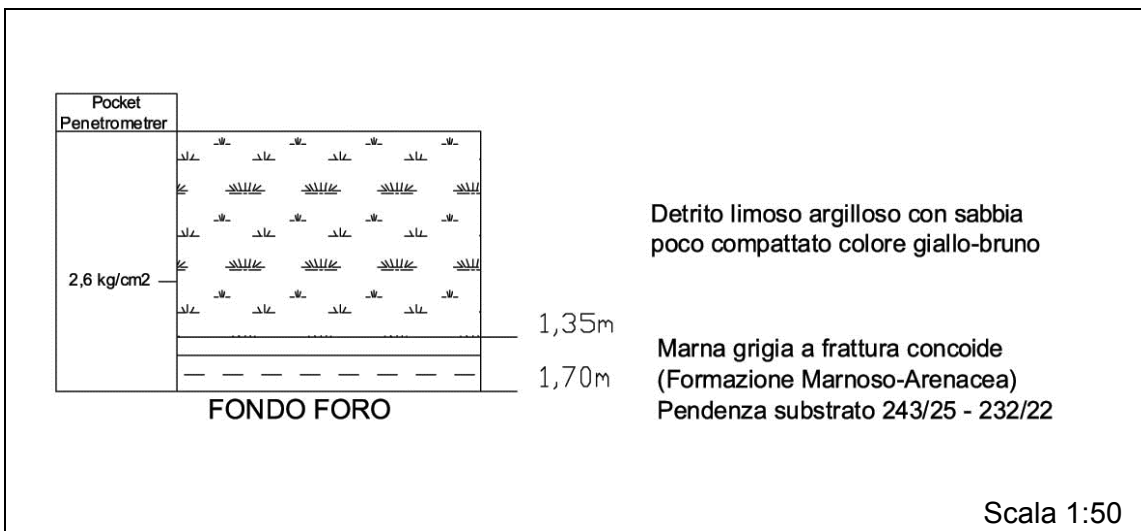 Pocket
Penetrometrer
2,6 kg/cm2
Detrito limoso argilloso con sabbia
poco compattato colore giallo-bruno
1,35m
1,70m
Marna grigia a frattura concoide
(Formazione Marnoso-Arenacea)
Pendenza substrato 243/25 - 232/22
FONDO FORO
Scala 1:50